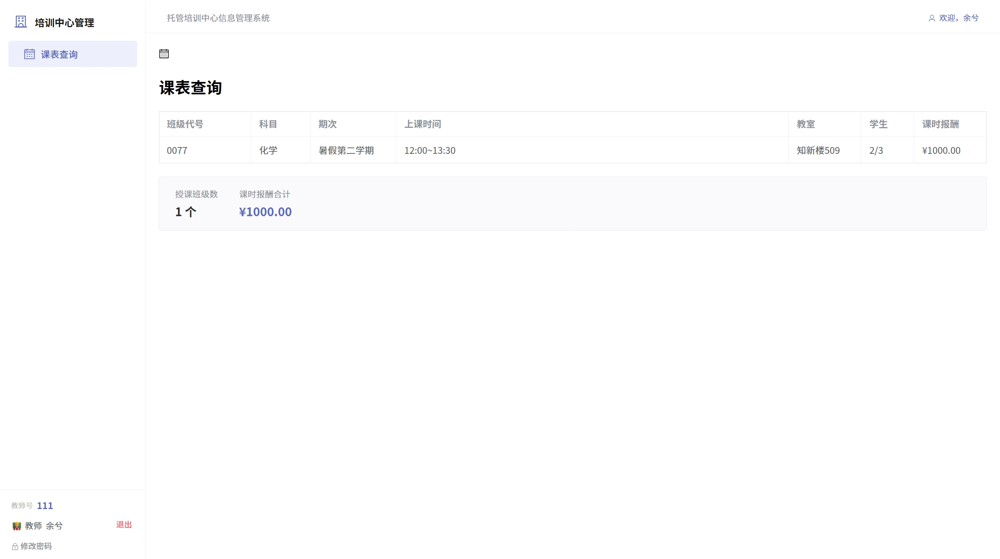 培训中心管理
课表查询
托管培训中心信息管理系统
欢迎，余兮
课表查询
班级代号 科目 期次 上课时间 教室 学生 课时报酬
0077 化学 暑假第二学期 12:00~13:30 知新楼509 2/3 ¥1000.00
授课班级数 课时报酬合计
1 个 ¥1000.00
教师号 111
教师 余兮 退出
修改密码